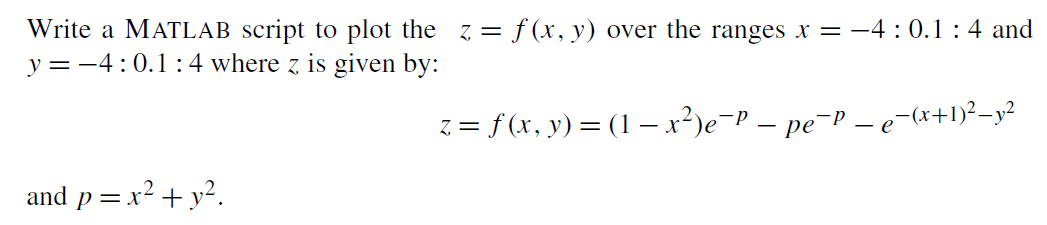 Write a MATLAB script to plot the z = f(x, y) over the ranges x = −4 : 0.1 : 4 and
y = −4 : 0.1 : 4 where z is given by:
z = f(x, y) = (1 − x²)e⁻ᵖ − pe⁻ᵖ − e^{−(x+1)²−y²}
and p = x² + y².